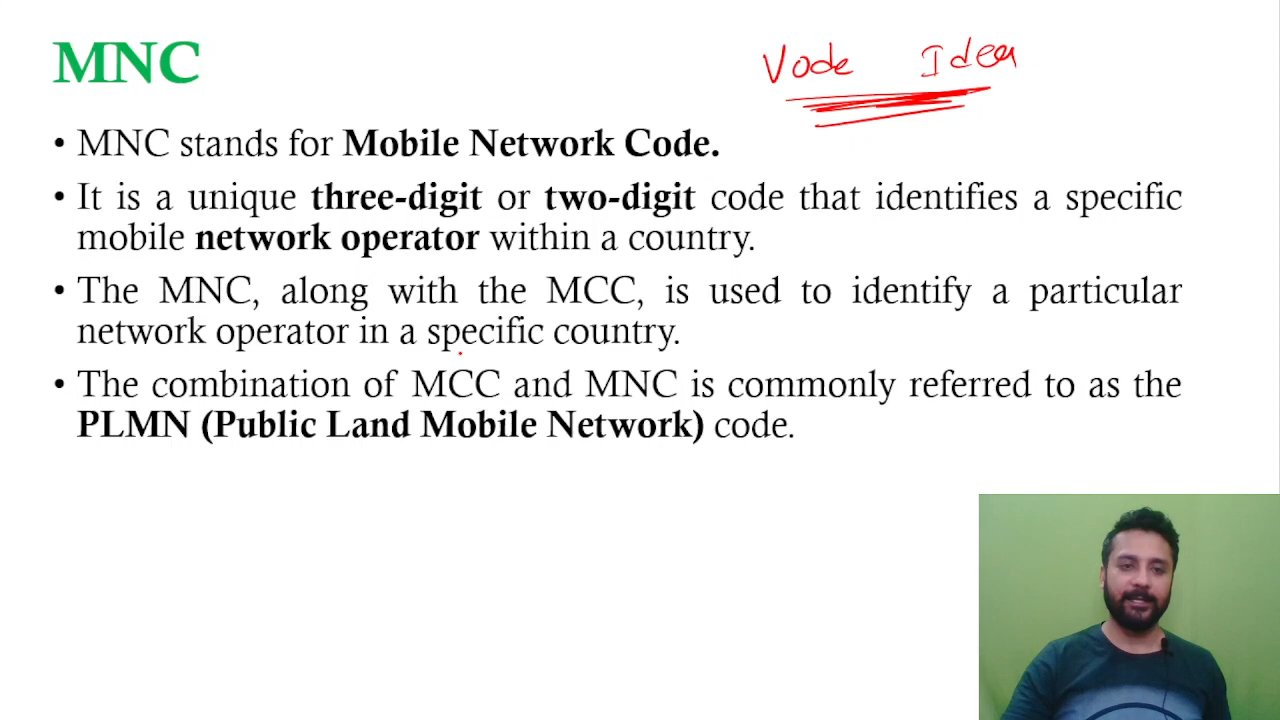 MNC
Vode Idea
• MNC stands for Mobile Network Code.
• It is a unique three-digit or two-digit code that identifies a specific
mobile network operator within a country.
• The MNC, along with the MCC, is used to identify a particular
network operator in a specific country.
• The combination of MCC and MNC is commonly referred to as the
PLMN (Public Land Mobile Network) code.